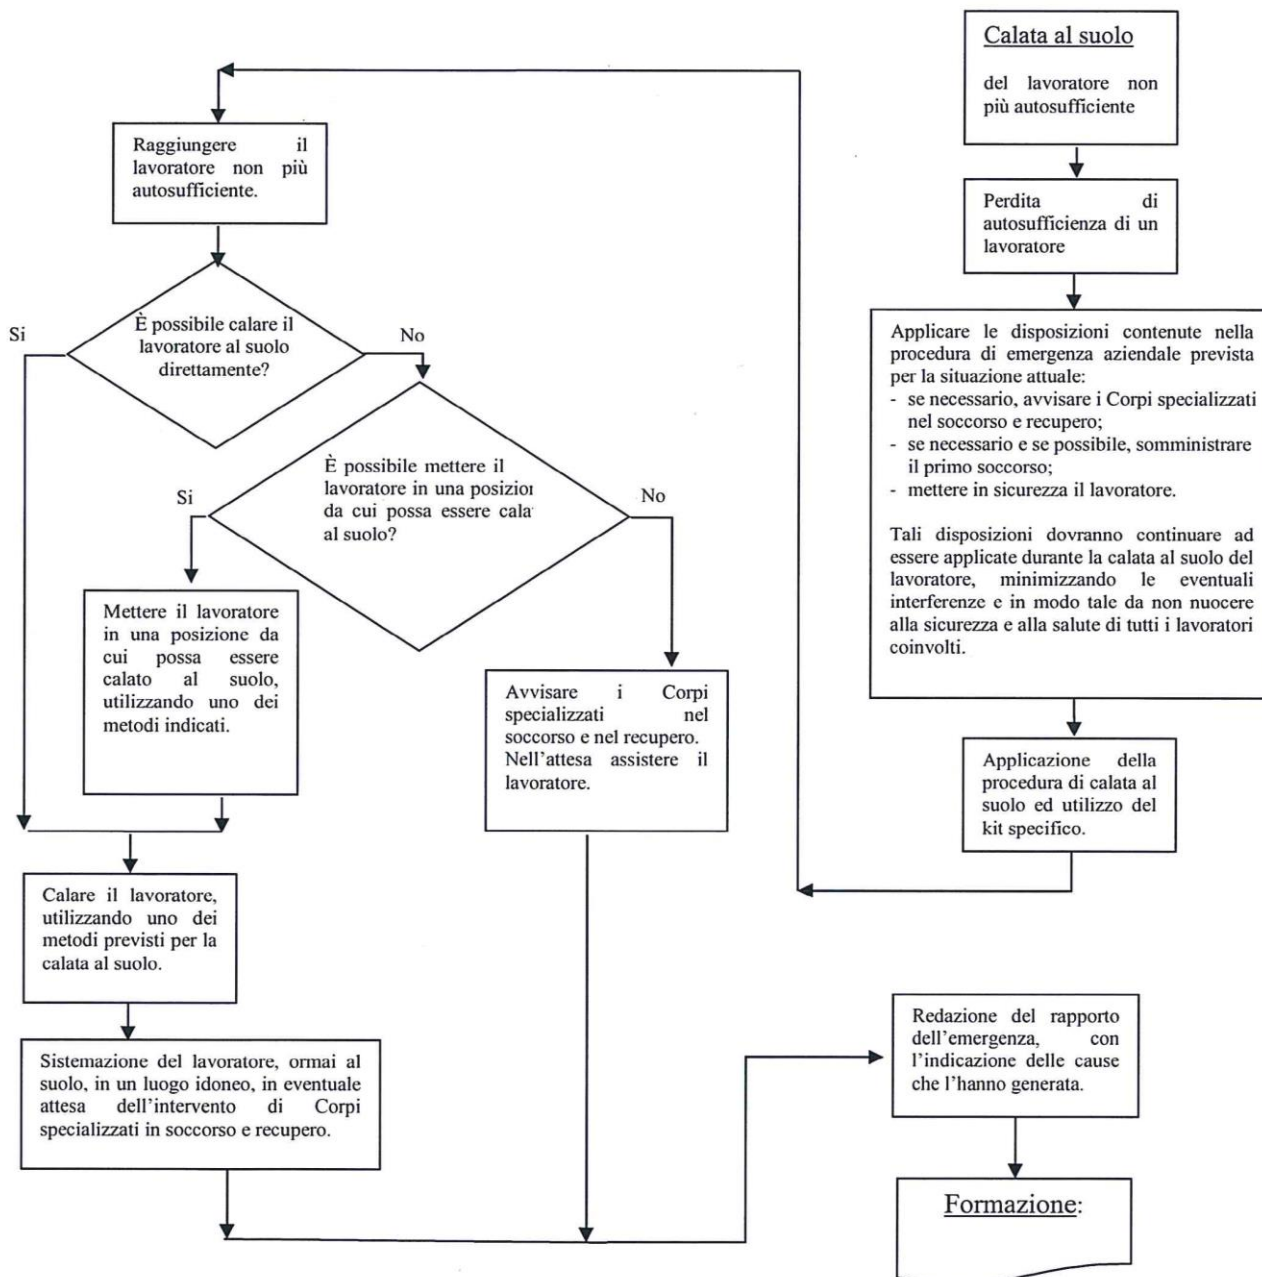 Calata al suolo
del lavoratore non
più autosufficiente
Perdita di
autosufficienza di un
lavoratore
Applicare le disposizioni contenute nella
procedura di emergenza aziendale prevista
per la situazione attuale:
- se necessario, avvisare i Corpi specializzati
nel soccorso e recupero;
- se necessario e se possibile, somministrare
il primo soccorso;
- mettere in sicurezza il lavoratore.
Tali disposizioni dovranno continuare ad
essere applicate durante la calata al suolo del
lavoratore, minimizzando le eventuali
interferenze e in modo tale da non nuocere
alla sicurezza e alla salute di tutti i lavoratori
coinvolti.
Applicazione della
procedura di calata al
suolo ed utilizzo del
kit specifico.
Raggiungere il
lavoratore non più
autosufficiente.
È possibile calare il
lavoratore al suolo
direttamente?
Si
No
È possibile mettere il
lavoratore in una posizion
da cui possa essere cala
al suolo?
Si
No
Mettere il lavoratore
in una posizione da
cui possa essere
calato al suolo,
utilizzando uno dei
metodi indicati.
Avvisare i Corpi
specializzati nel
soccorso e nel recupero.
Nell'attesa assistere il
lavoratore.
Calare il lavoratore,
utilizzando uno dei
metodi previsti per la
calata al suolo.
Sistemazione del lavoratore, ormai al
suolo, in un luogo idoneo, in eventuale
attesa dell'intervento di Corpi
specializzati in soccorso e recupero.
Redazione del rapporto
dell'emergenza, con
l'indicazione delle cause
che l'hanno generata.
Formazione: